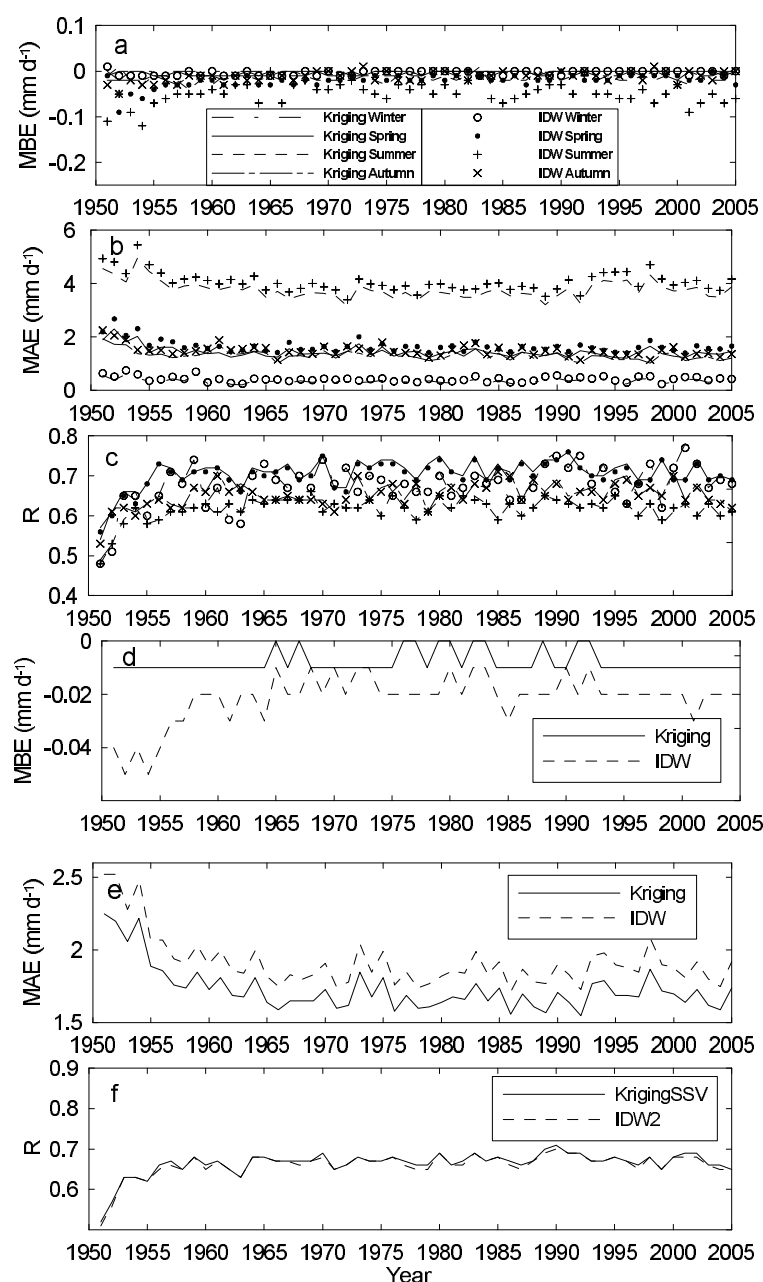 a
MBE (mm d-1)
0.1
0
-0.1
-0.2
Kriging Winter
Kriging Spring
Kriging Summer
Kriging Autumn
IDW Winter
IDW Spring
IDW Summer
IDW Autumn
1950 1955 1960 1965 1970 1975 1980 1985 1990 1995 2000 2005
b
MAE (mm d-1)
6
4
2
0
1950 1955 1960 1965 1970 1975 1980 1985 1990 1995 2000 2005
c
R
0.8
0.7
0.6
0.5
0.4
1950 1955 1960 1965 1970 1975 1980 1985 1990 1995 2000 2005
d
MBE (mm d-1)
0
-0.02
-0.04
Kriging
IDW
1950 1955 1960 1965 1970 1975 1980 1985 1990 1995 2000 2005
e
MAE (mm d-1)
2.5
2
1.5
Kriging
IDW
1950 1955 1960 1965 1970 1975 1980 1985 1990 1995 2000 2005
f
R
0.9
0.8
0.7
0.6
KrigingSSV
IDW2
1950 1955 1960 1965 1970 1975 1980 1985 1990 1995 2000 2005
Year